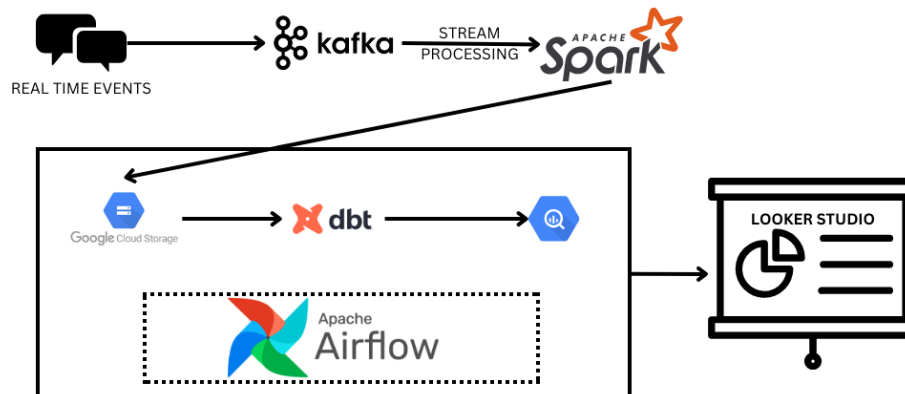 REAL TIME EVENTS
kafka
STREAM
PROCESSING
APACHE
Spark
Google Cloud Storage
dbt
LOOKER STUDIO
Apache
Airflow